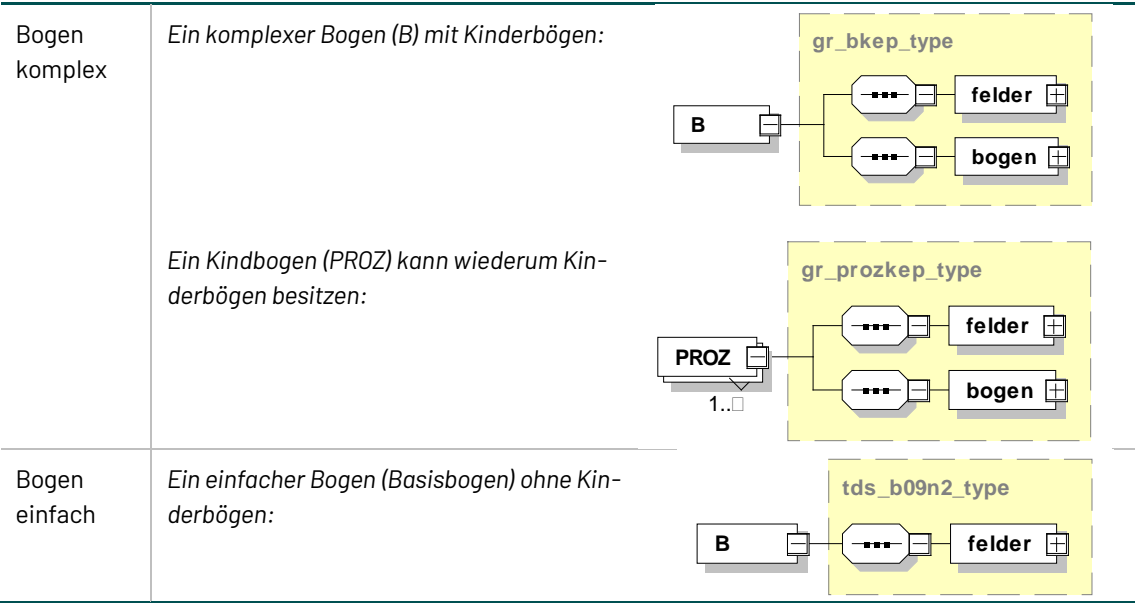 Bogen
komplex
Ein komplexer Bogen (B) mit Kinderbögen:
gr_bkep_type
felder
B
bogen
Ein Kindbogen (PROZ) kann wiederum Kin-
derbögen besitzen:
gr_prozkep_type
felder
PROZ
bogen
1..□
Bogen
einfach
Ein einfacher Bogen (Basisbogen) ohne Kin-
derbögen:
tds_b09n2_type
B
felder